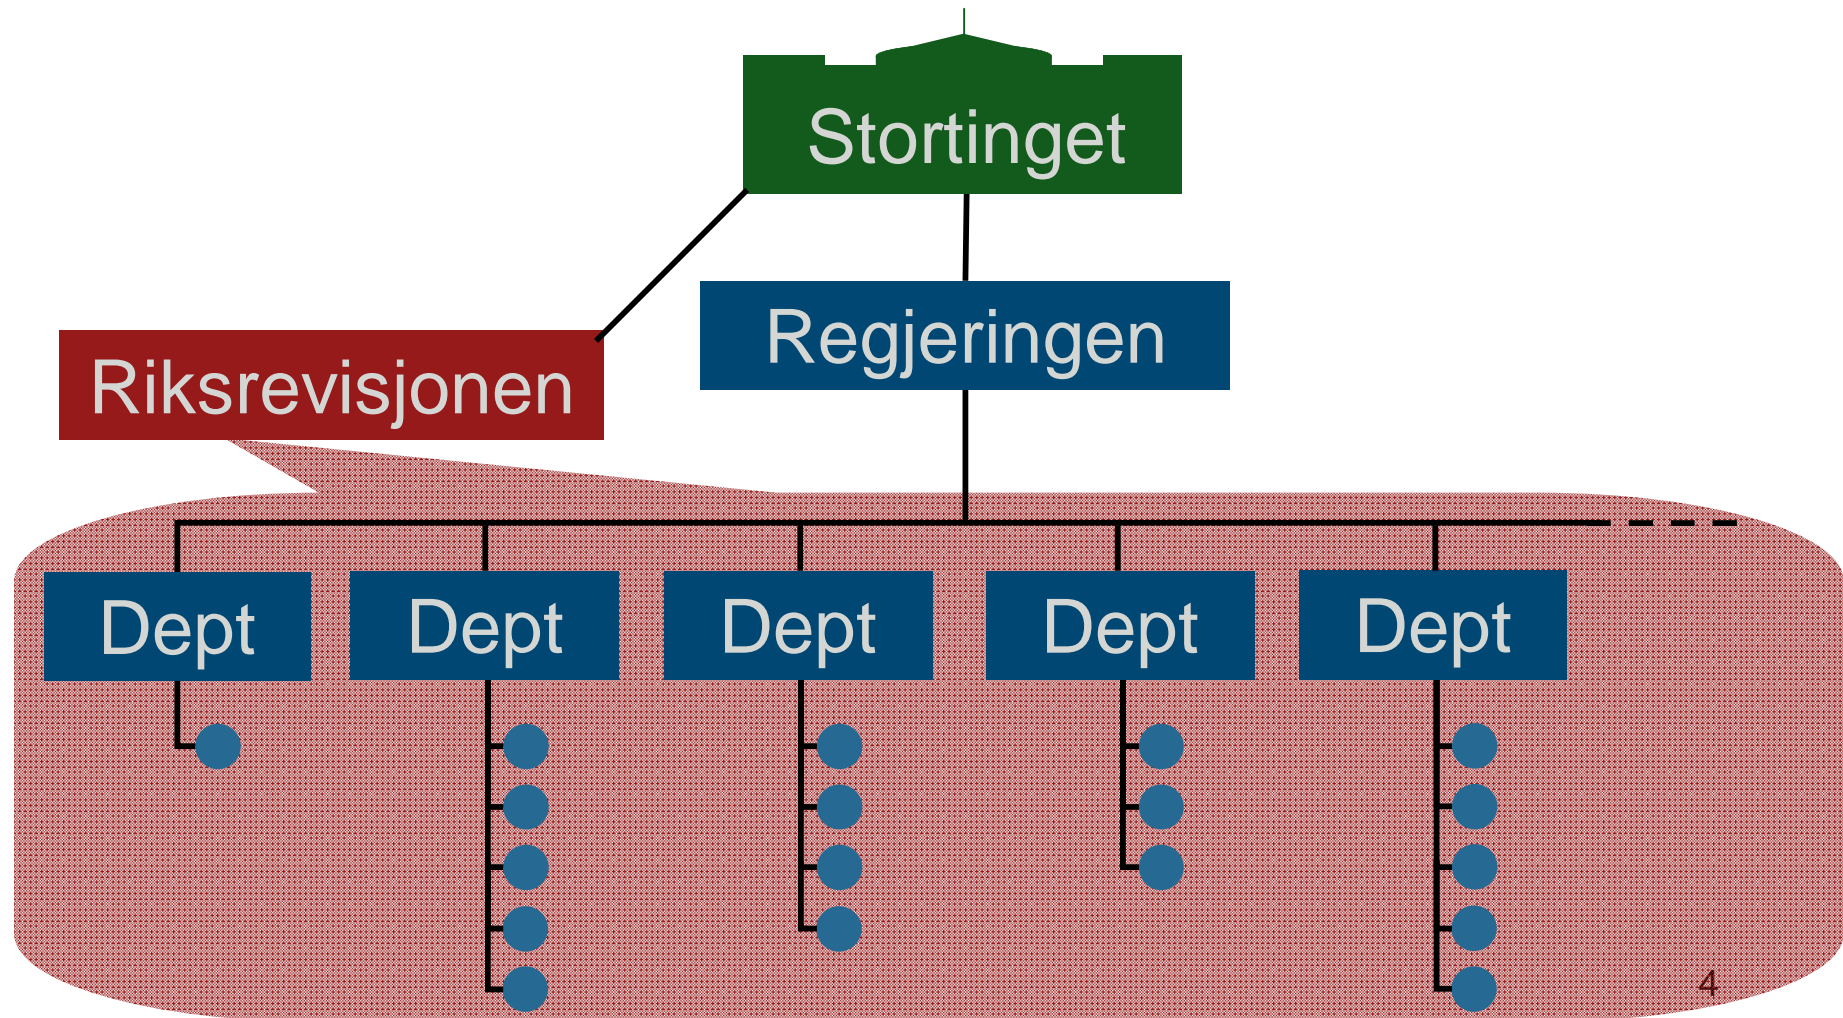 Stortinget
Regjeringen
Riksrevisjonen
Dept
Dept
Dept
Dept
Dept
4